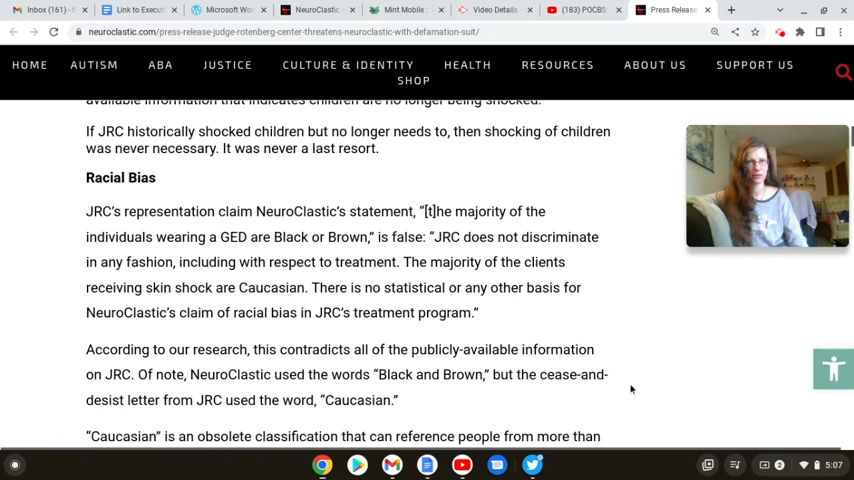 Inbox (161) -
Link to Execut
Microsoft Wor
NeuroClastic
Mint Mobile
Video Details
(183) POCBS
Press Release
neuroclastic.com/press-release-judge-rotenberg-center-threatens-neuroclastic-with-defamation-suit/
HOME AUTISM ABA JUSTICE CULTURE & IDENTITY HEALTH RESOURCES ABOUT US SUPPORT US
SHOP
available information that indicates children are no longer being shocked.
If JRC historically shocked children but no longer needs to, then shocking of children
was never necessary. It was never a last resort.
Racial Bias
JRC’s representation claim NeuroClastic’s statement, “[t]he majority of the
individuals wearing a GED are Black or Brown,” is false: “JRC does not discriminate
in any fashion, including with respect to treatment. The majority of the clients
receiving skin shock are Caucasian. There is no statistical or any other basis for
NeuroClastic’s claim of racial bias in JRC’s treatment program.”
According to our research, this contradicts all of the publicly-available information
on JRC. Of note, NeuroClastic used the words “Black and Brown,” but the cease-and-
desist letter from JRC used the word, “Caucasian.”
“Caucasian” is an obsolete classification that can reference people from more than
2
5:07